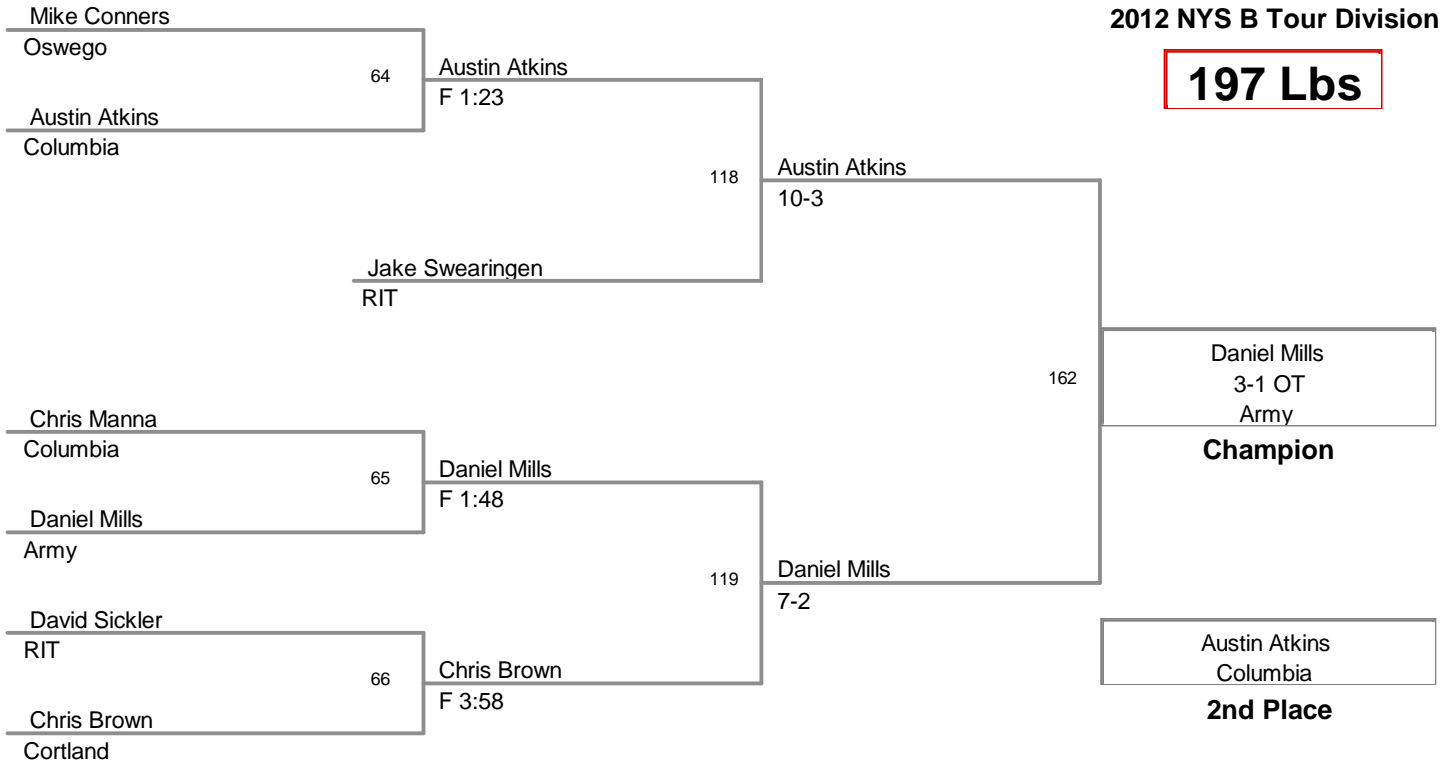 Mike Conners
2012 NYS B Tour Division
Oswego
64
Austin Atkins
F 1:23
197 Lbs
Austin Atkins
Columbia
118
Austin Atkins
10-3
Jake Swearingen
RIT
162
Daniel Mills
3-1 OT
Army
Champion
Chris Manna
Columbia
65
Daniel Mills
F 1:48
Daniel Mills
Army
119
Daniel Mills
7-2
David Sickler
RIT
66
Chris Brown
F 3:58
Chris Brown
Cortland
Austin Atkins
Columbia
2nd Place